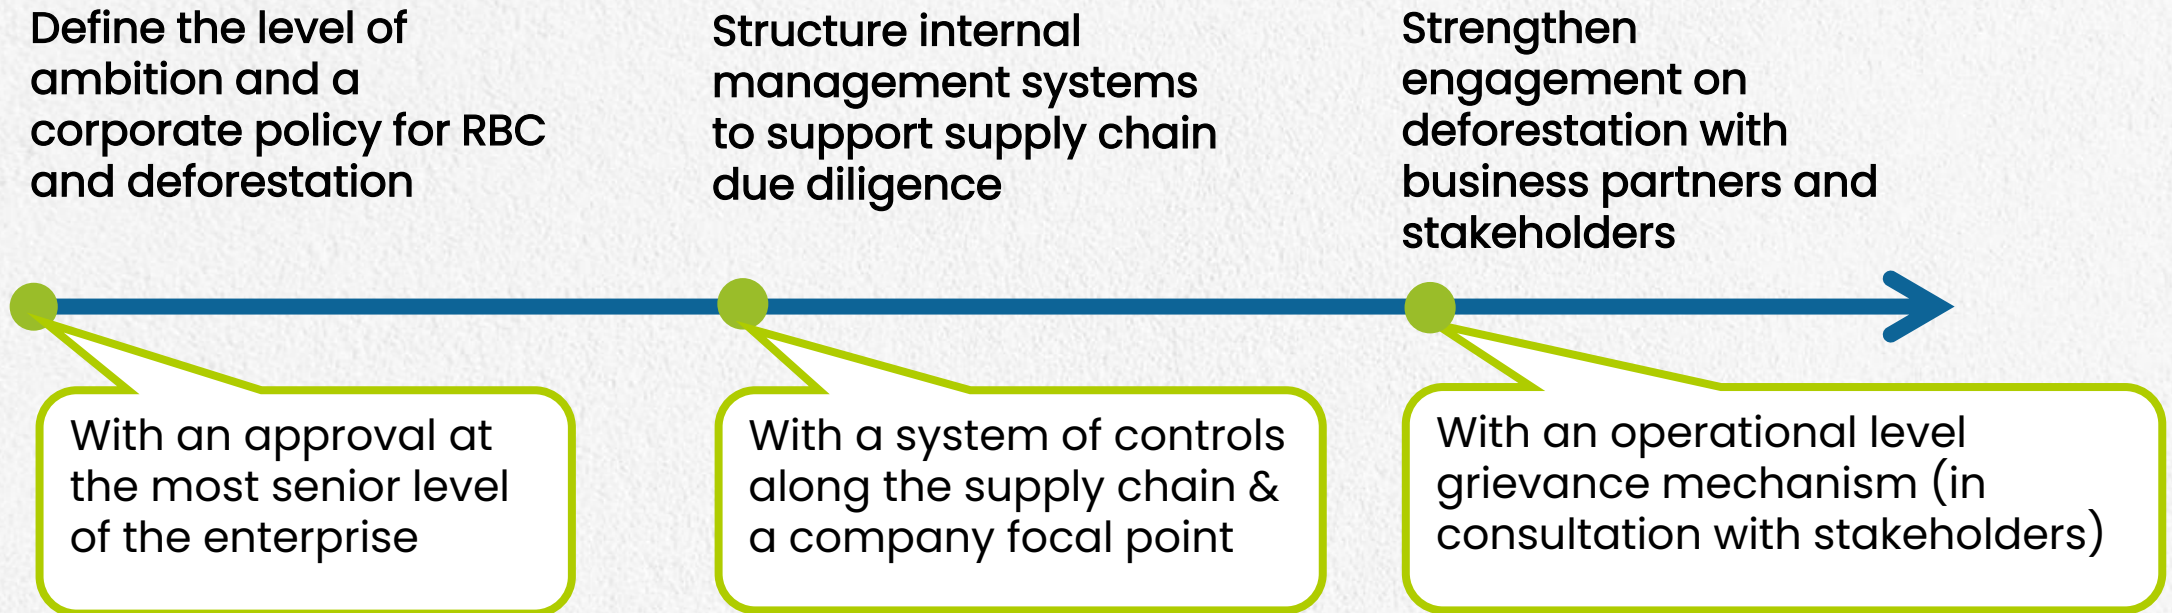 Define the level of
ambition and a
corporate policy for RBC
and deforestation
Structure internal
management systems
to support supply chain
due diligence
Strengthen
engagement on
deforestation with
business partners and
stakeholders
With an approval at
the most senior level
of the enterprise
With a system of controls
along the supply chain &
a company focal point
With an operational level
grievance mechanism (in
consultation with stakeholders)